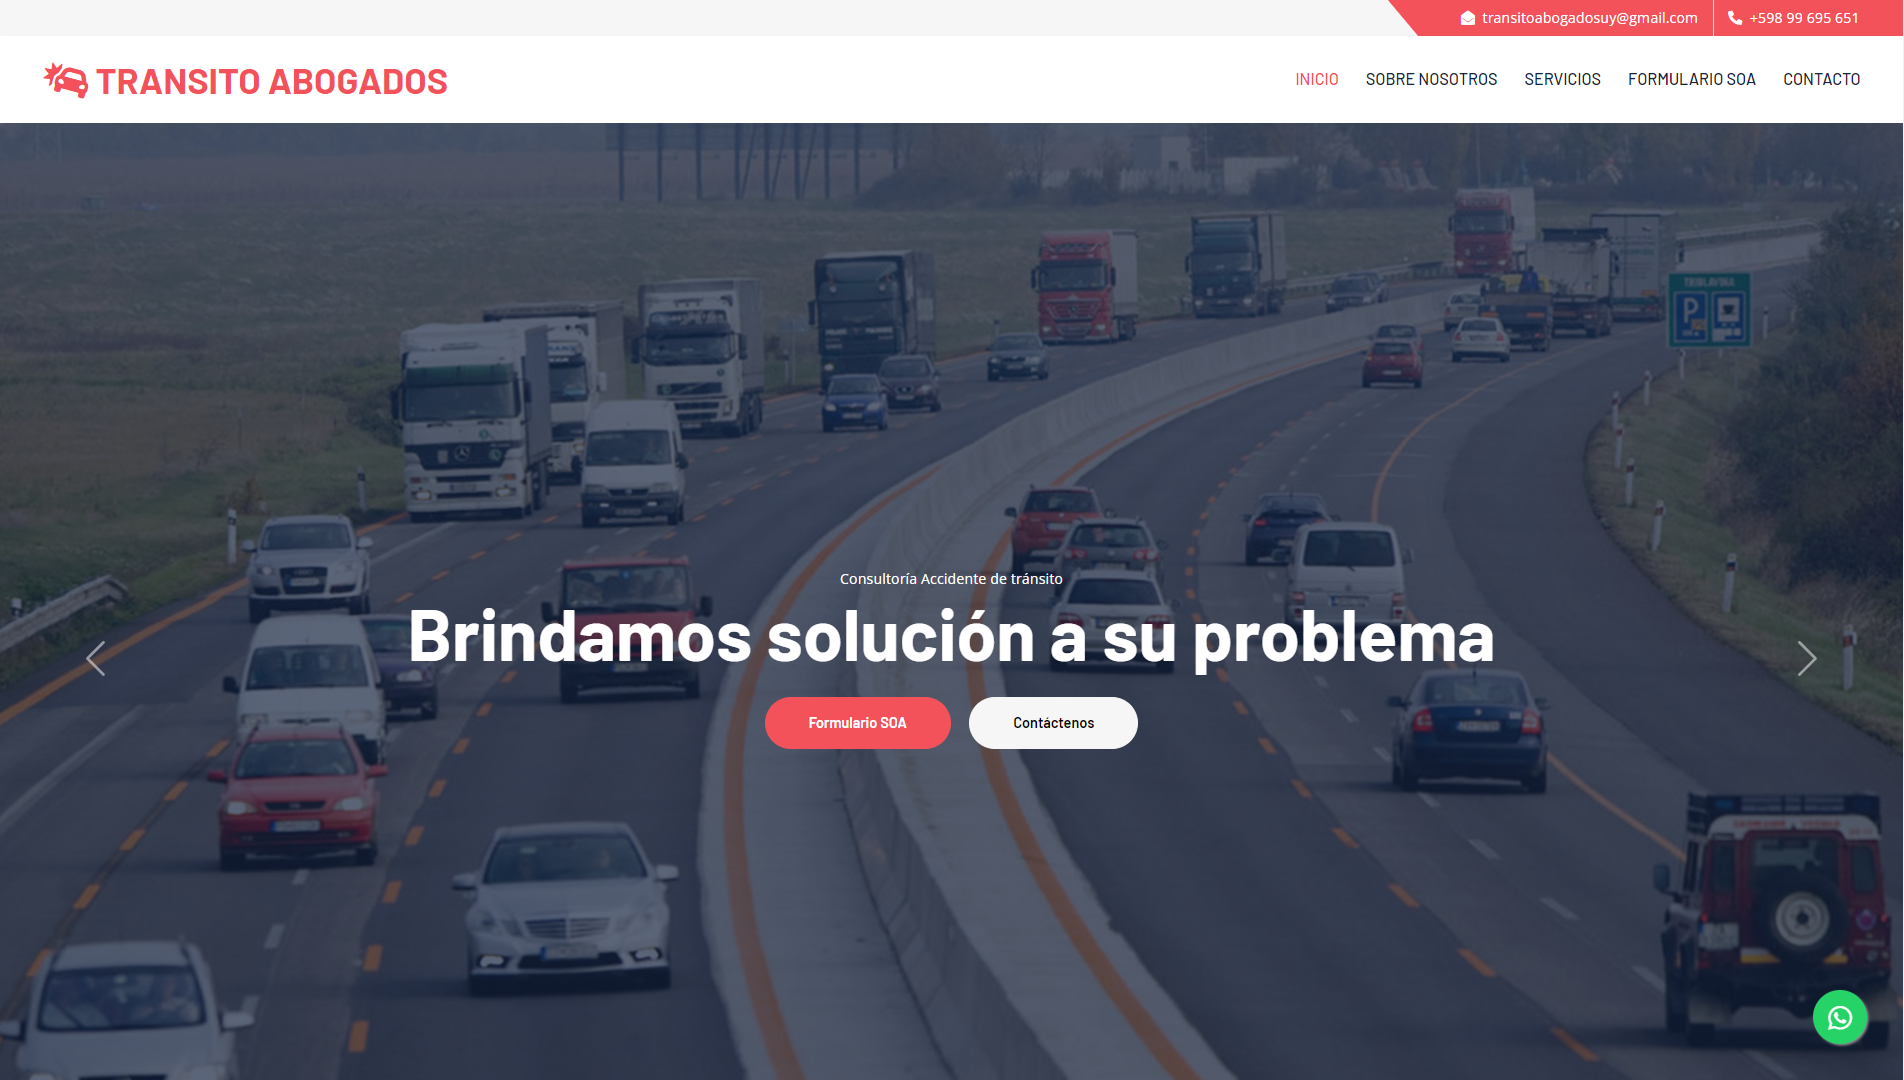 transitoabogadosuy@gmail.com
+598 99 695 651
TRANSITO ABOGADOS
INICIO
SOBRE NOSOTROS
SERVICIOS
FORMULARIO SOA
CONTACTO
TRIBLAVINA
P
Consultoría Accidente de tránsito
Brindamos solución a su problema
Formulario SOA
Contáctenos